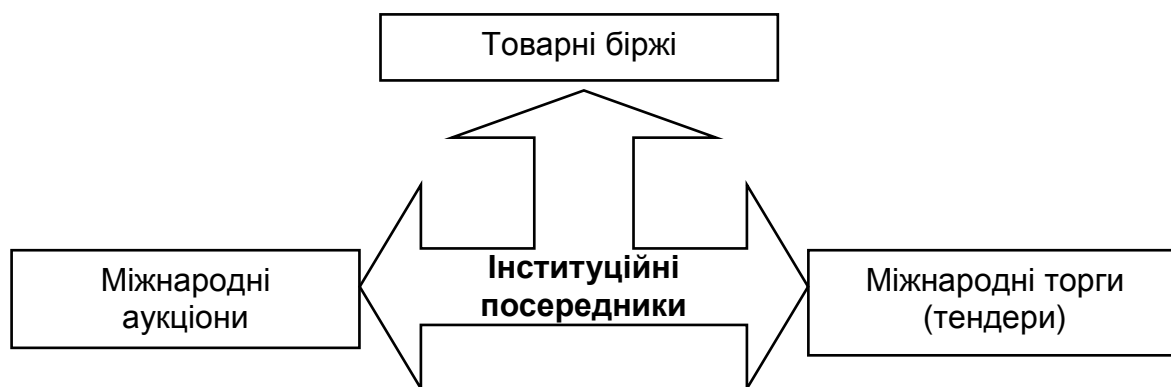 Товарні біржі
Міжнародні
аукціони
Інституційні
посередники
Міжнародні торги
(тендери)